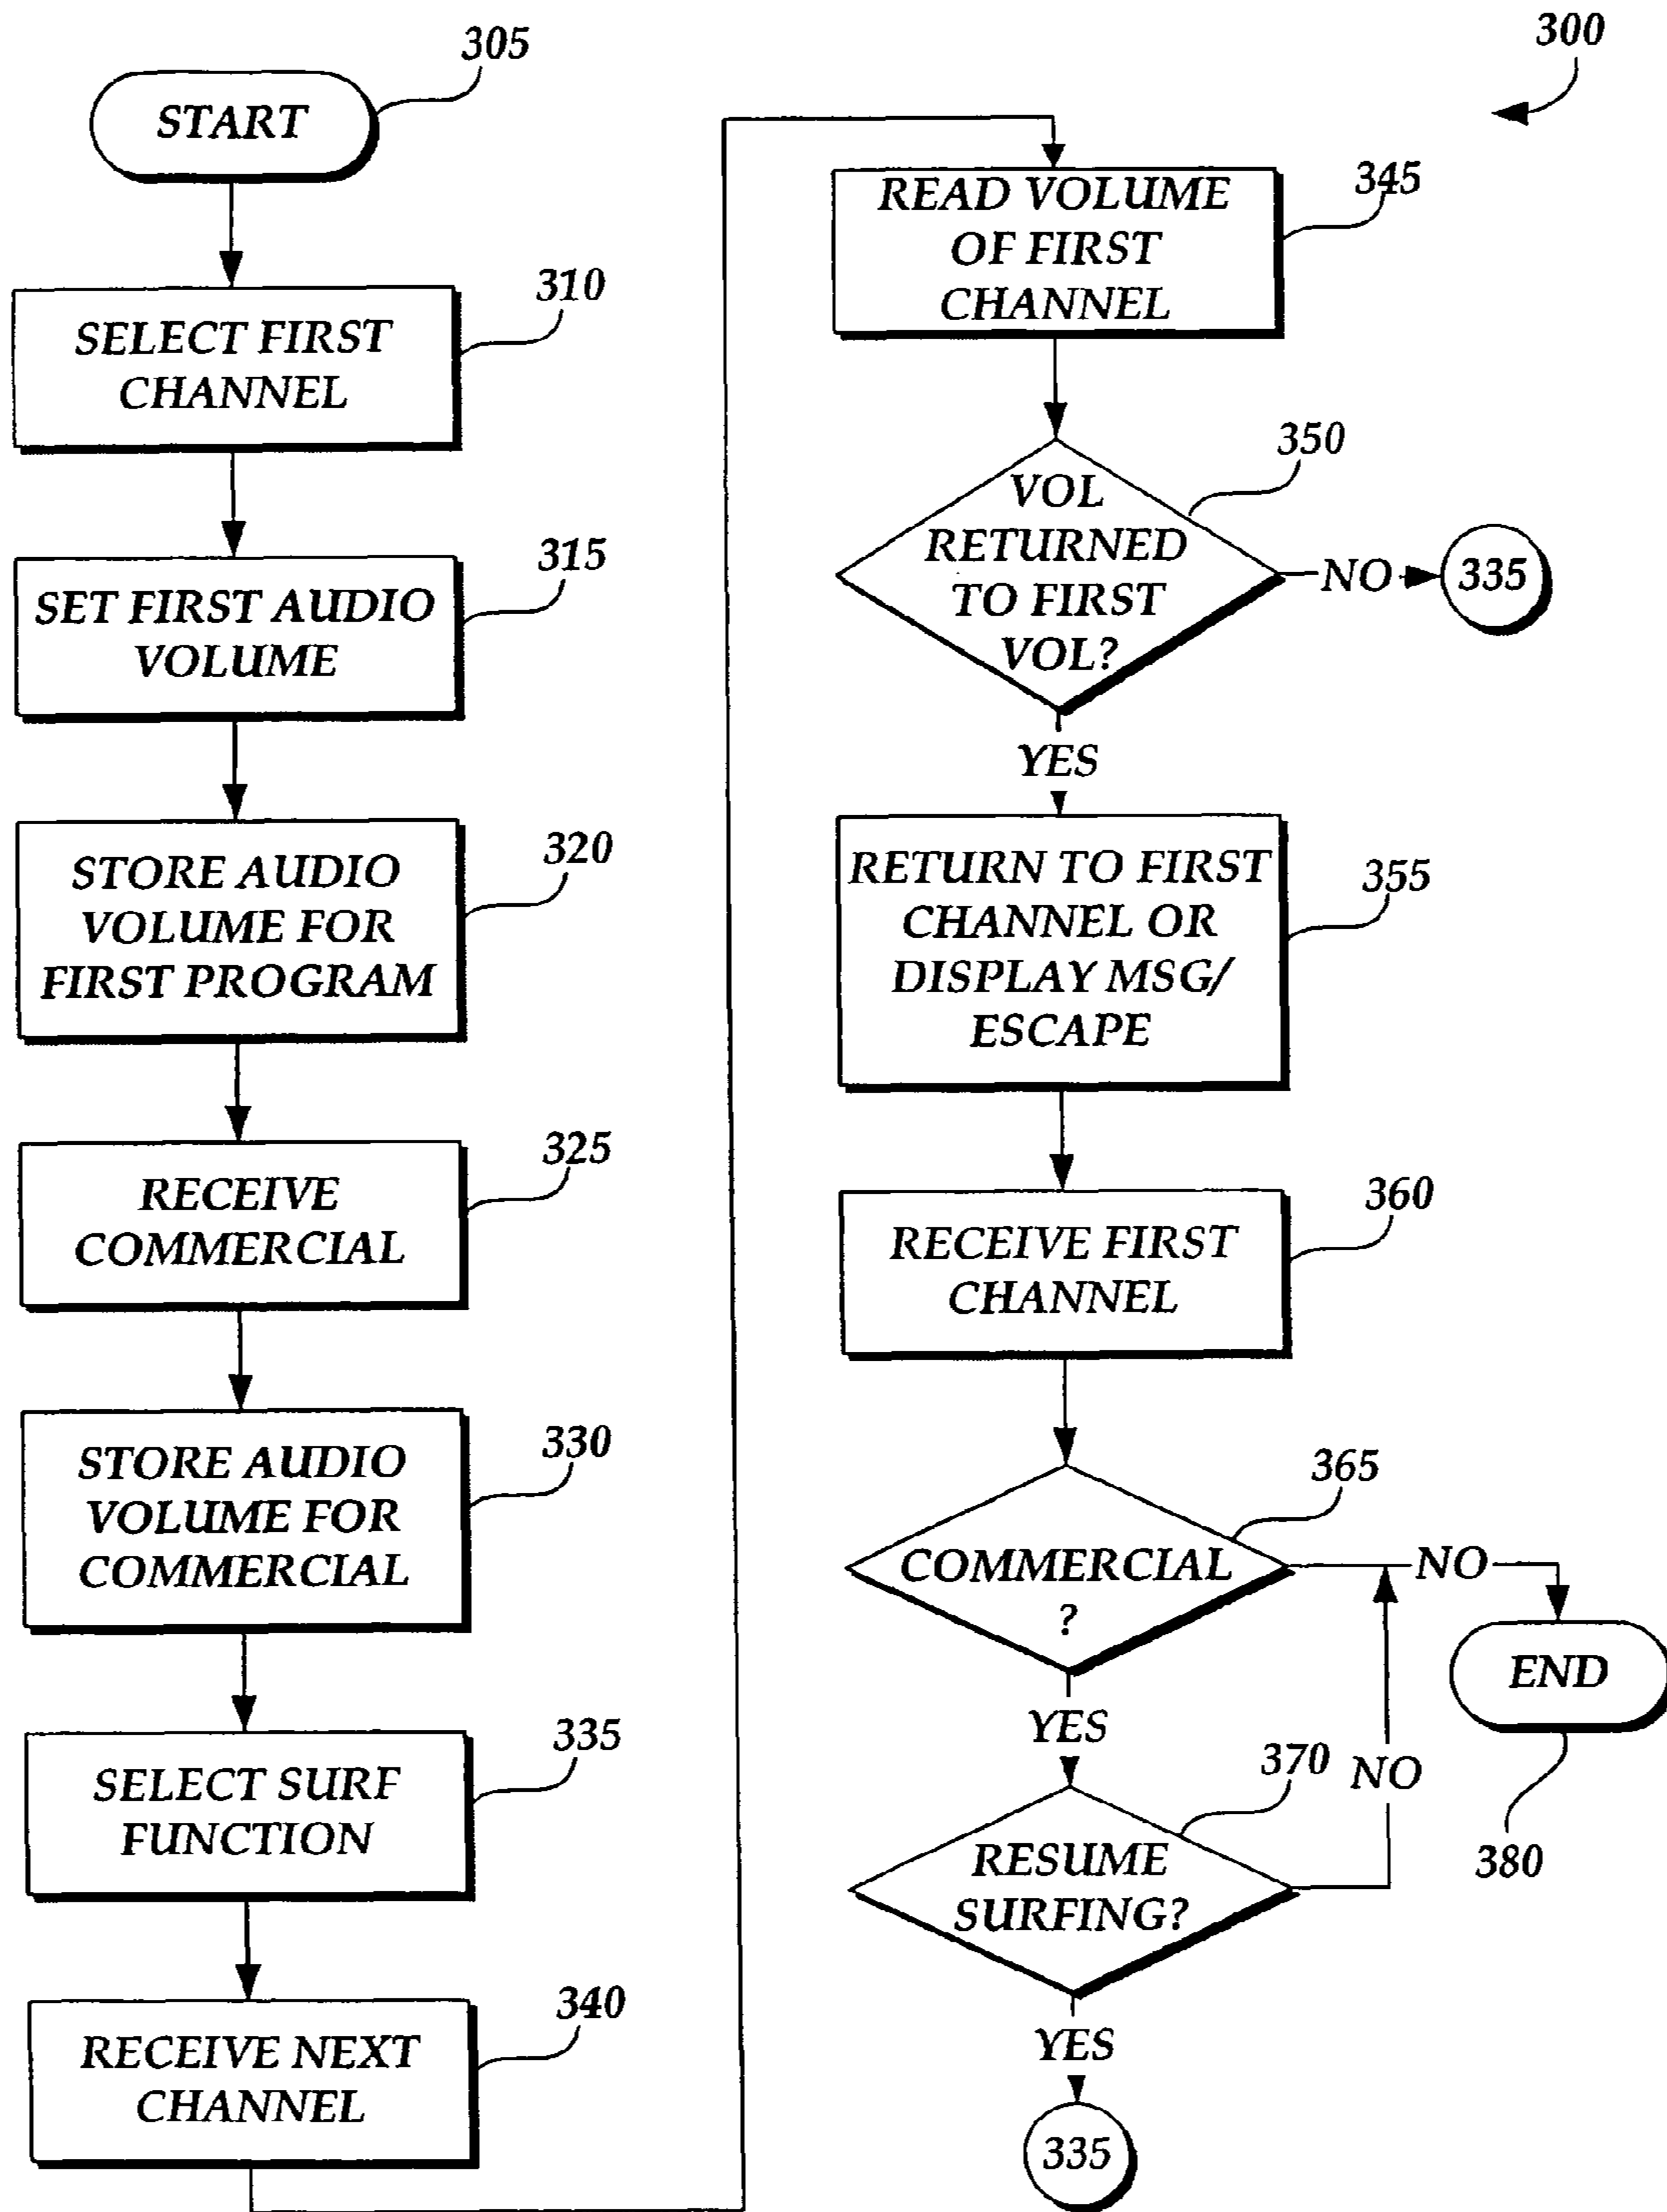 305
START
310
SELECT FIRST
CHANNEL
315
SET FIRST AUDIO
VOLUME
320
STORE AUDIO
VOLUME FOR
FIRST PROGRAM
325
RECEIVE
COMMERCIAL
330
STORE AUDIO
VOLUME FOR
COMMERCIAL
335
SELECT SURF
FUNCTION
340
RECEIVE NEXT
CHANNEL
300
345
READ VOLUME
OF FIRST
CHANNEL
350
VOL
RETURNED
TO FIRST
VOL?
NO
335
YES
355
RETURN TO FIRST
CHANNEL OR
DISPLAY MSG/
ESCAPE
360
RECEIVE FIRST
CHANNEL
365
COMMERCIAL
?
NO
END
380
YES
370
NO
RESUME
SURFING?
YES
335